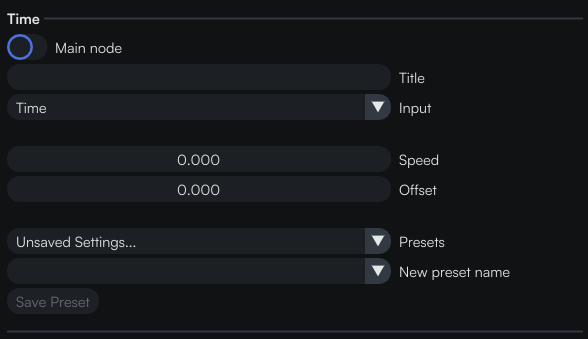 Time
Main node
Title
Time Input
0.000 Speed
0.000 Offset
Unsaved Settings... Presets
New preset name
Save Preset